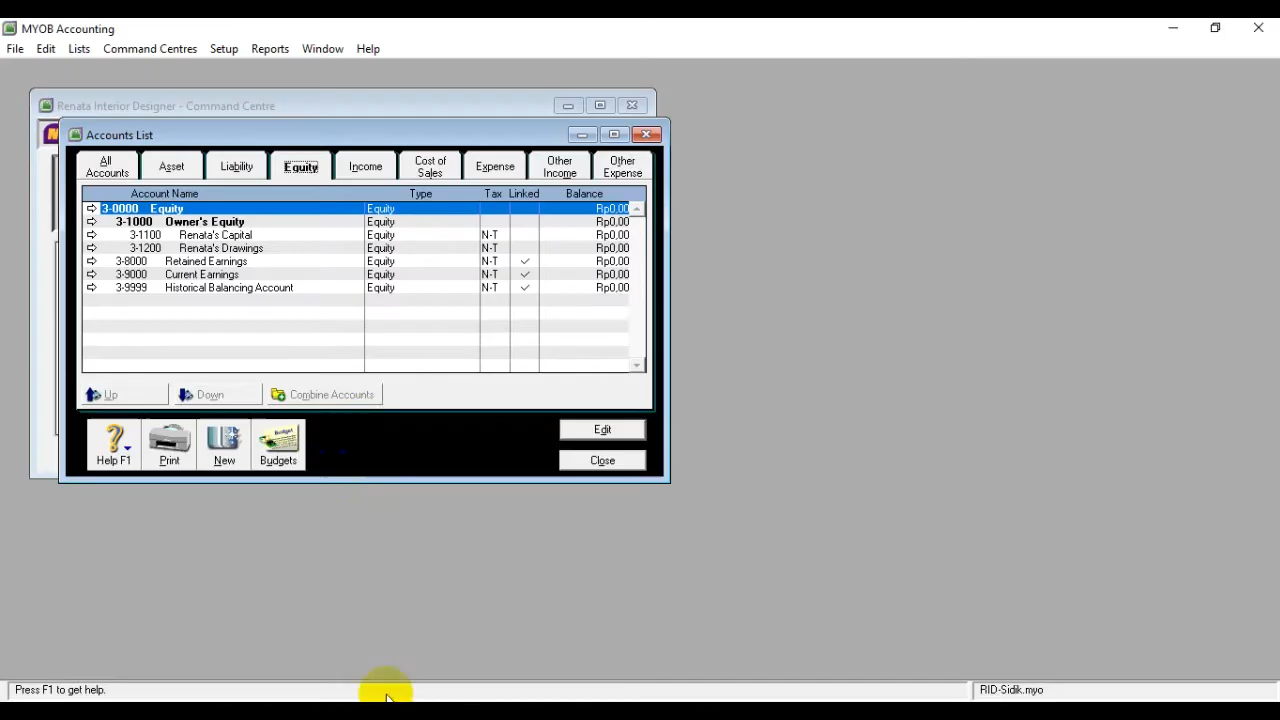 MYOB Accounting
File Edit Lists Command Centres Setup Reports Window Help
Renata Interior Designer - Command Centre
Accounts List
All Accounts Asset Liability Equity Income Cost of Sales Expense Other Income Other Expense
Account Name Type Tax Linked Balance
3-0000 Equity Equity Rp0,00
3-1000 Owner's Equity Equity Rp0,00
3-1100 Renata's Capital Equity N-T Rp0,00
3-1200 Renata's Drawings Equity N-T Rp0,00
3-8000 Retained Earnings Equity N-T Rp0,00
3-9000 Current Earnings Equity N-T Rp0,00
3-9999 Historical Balancing Account Equity N-T Rp0,00
Up Down Combine Accounts
Edit
Help F1 Print New Budgets
Close
Press F1 to get help. RID-Sidik.myo